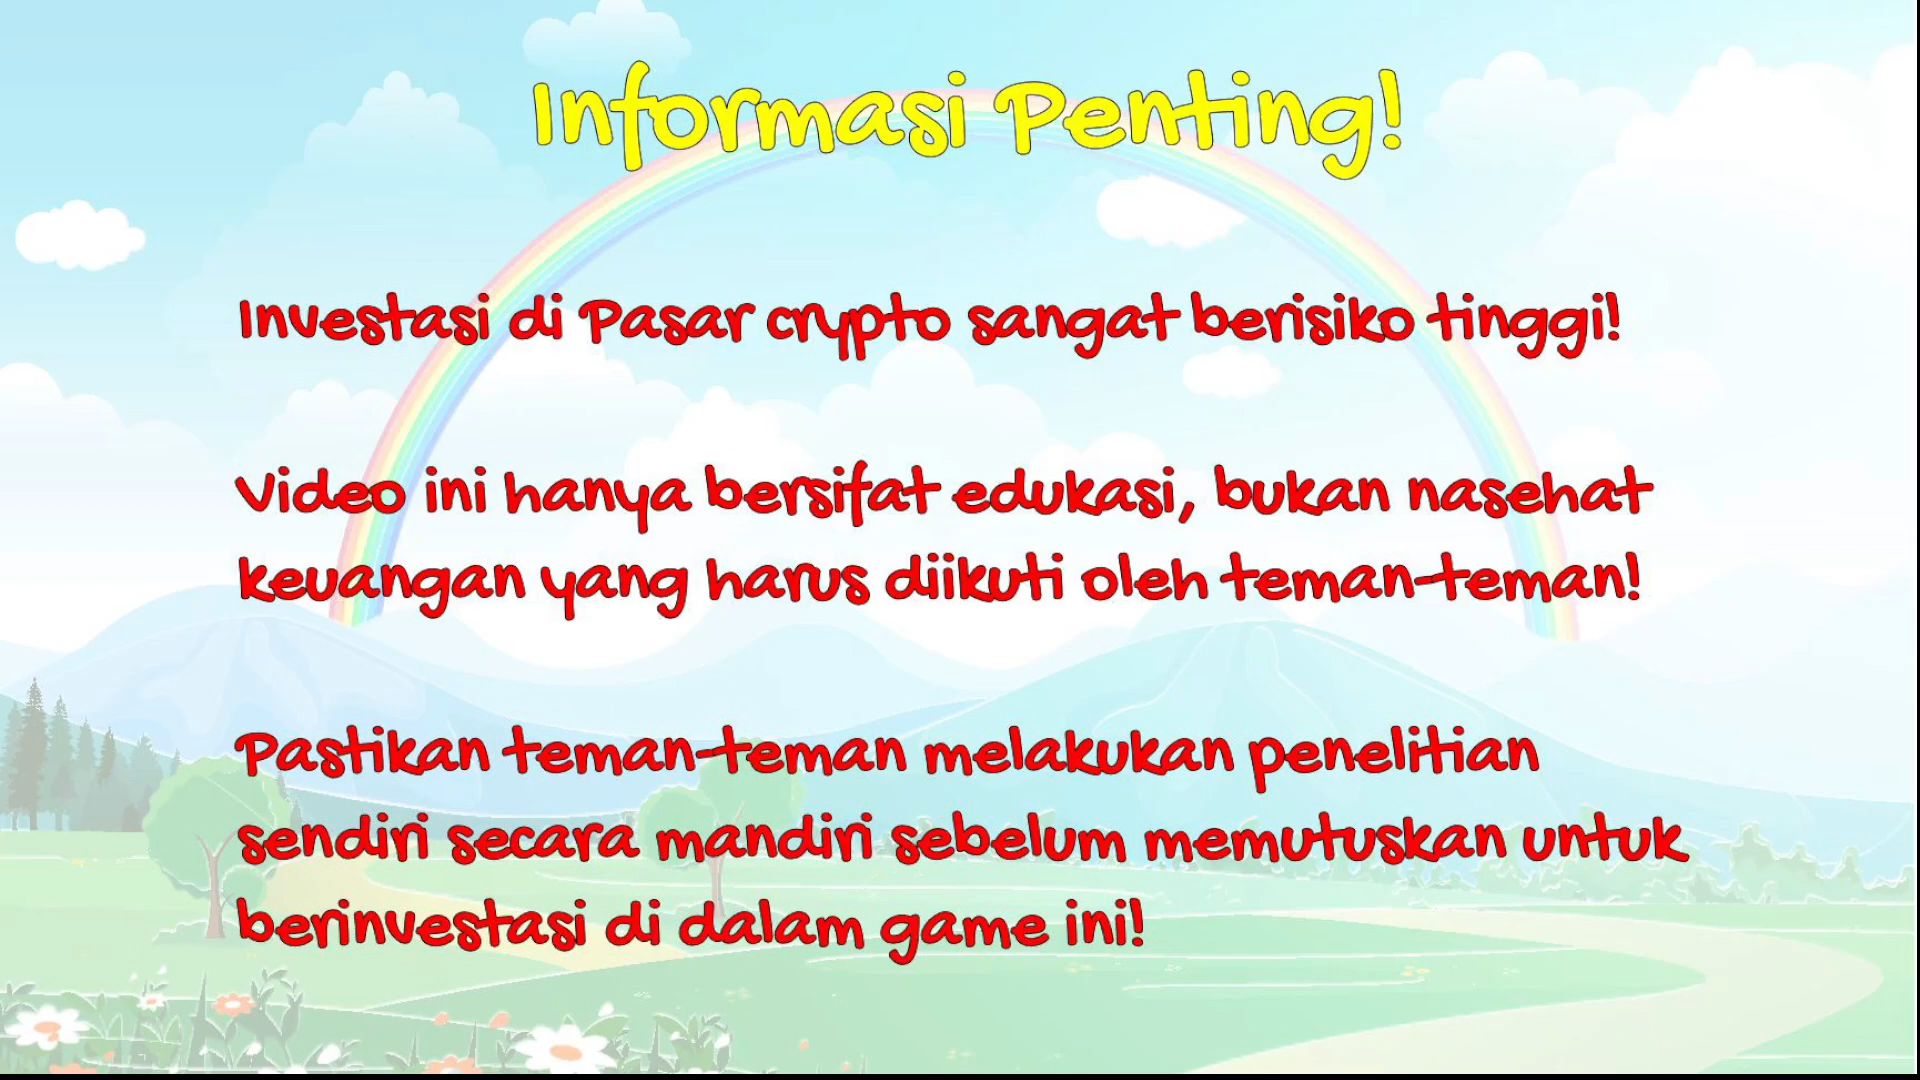 Informasi Penting!
Investasi di Pasar crypto sangat berisiko tinggi!
Video ini hanya bersifat edukasi, bukan nasehat
keuangan yang harus diikuti oleh teman-teman!
Pastikan teman-teman melakukan penelitian
sendiri secara mandiri sebelum memutuskan untuk
berinvestasi di dalam game ini!